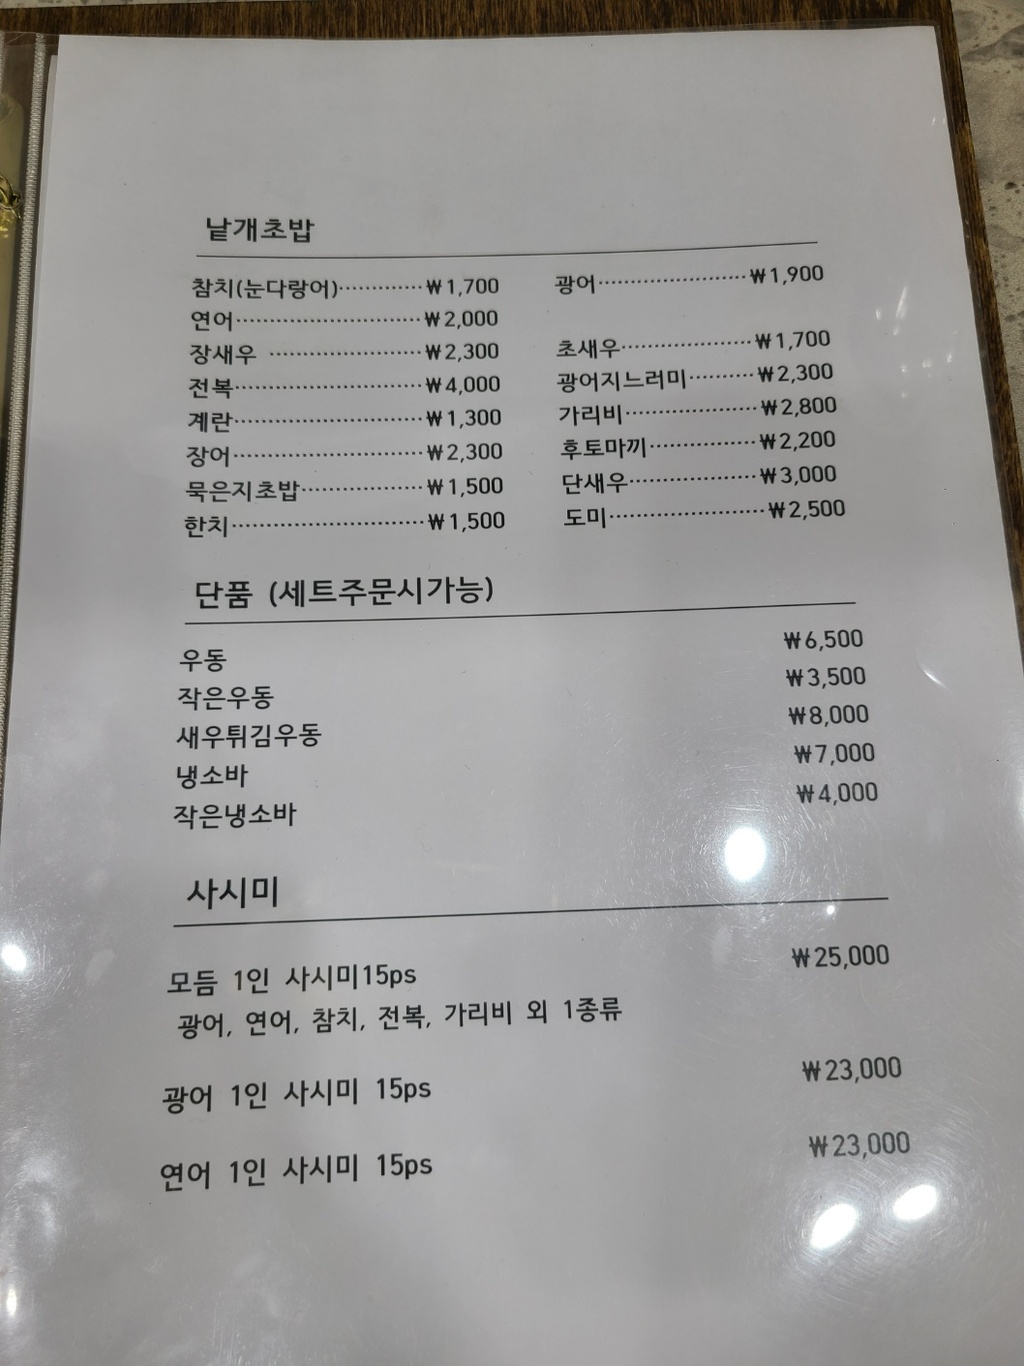 낱개초밥
참치(눈다랑어)············₩1,700
연어··························₩2,000
장새우 ······················₩2,300
전복··························₩4,000
계란··························₩1,300
장어··························₩2,300
묵은지초밥·················₩1,500
한치··························₩1,500
광어······················₩1,900
초새우···················₩1,700
광어지느러미··········₩2,300
가리비···················₩2,800
후토마끼················₩2,200
단새우···················₩3,000
도미·······················₩2,500
단품 (세트주문시가능)
우동 ₩6,500
작은우동 ₩3,500
새우튀김우동 ₩8,000
냉소바 ₩7,000
작은냉소바 ₩4,000
사시미
모듬 1인 사시미15ps ₩25,000
광어, 연어, 참치, 전복, 가리비 외 1종류
광어 1인 사시미 15ps ₩23,000
연어 1인 사시미 15ps ₩23,000